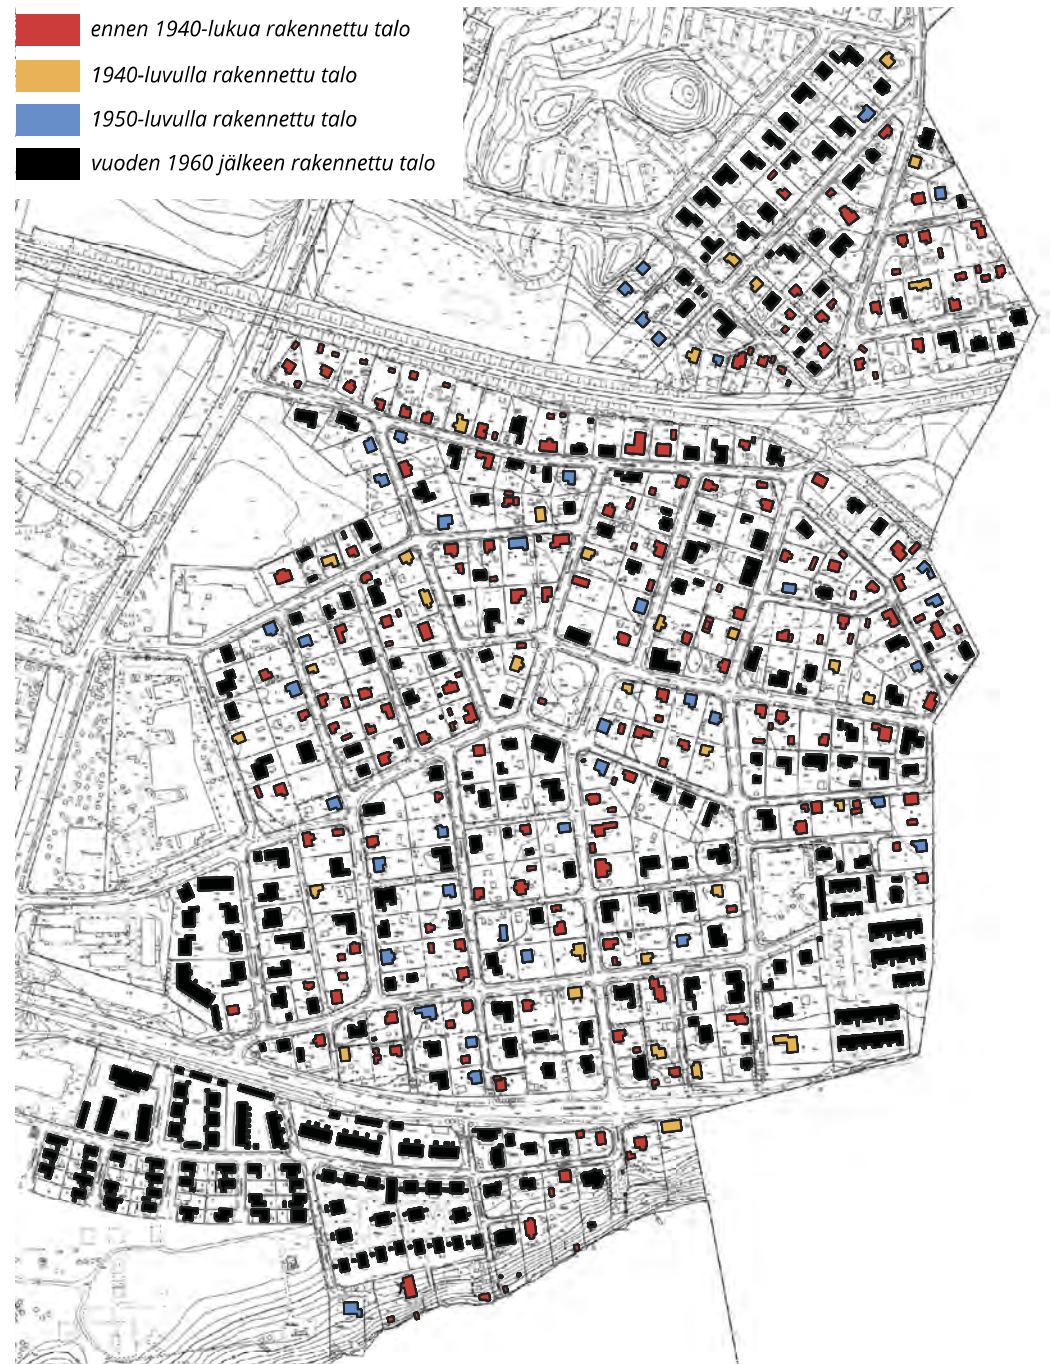 ennen 1940-lukua rakennettu talo
1940-luvulla rakennettu talo
1950-luvulla rakennettu talo
vuoden 1960 jälkeen rakennettu talo